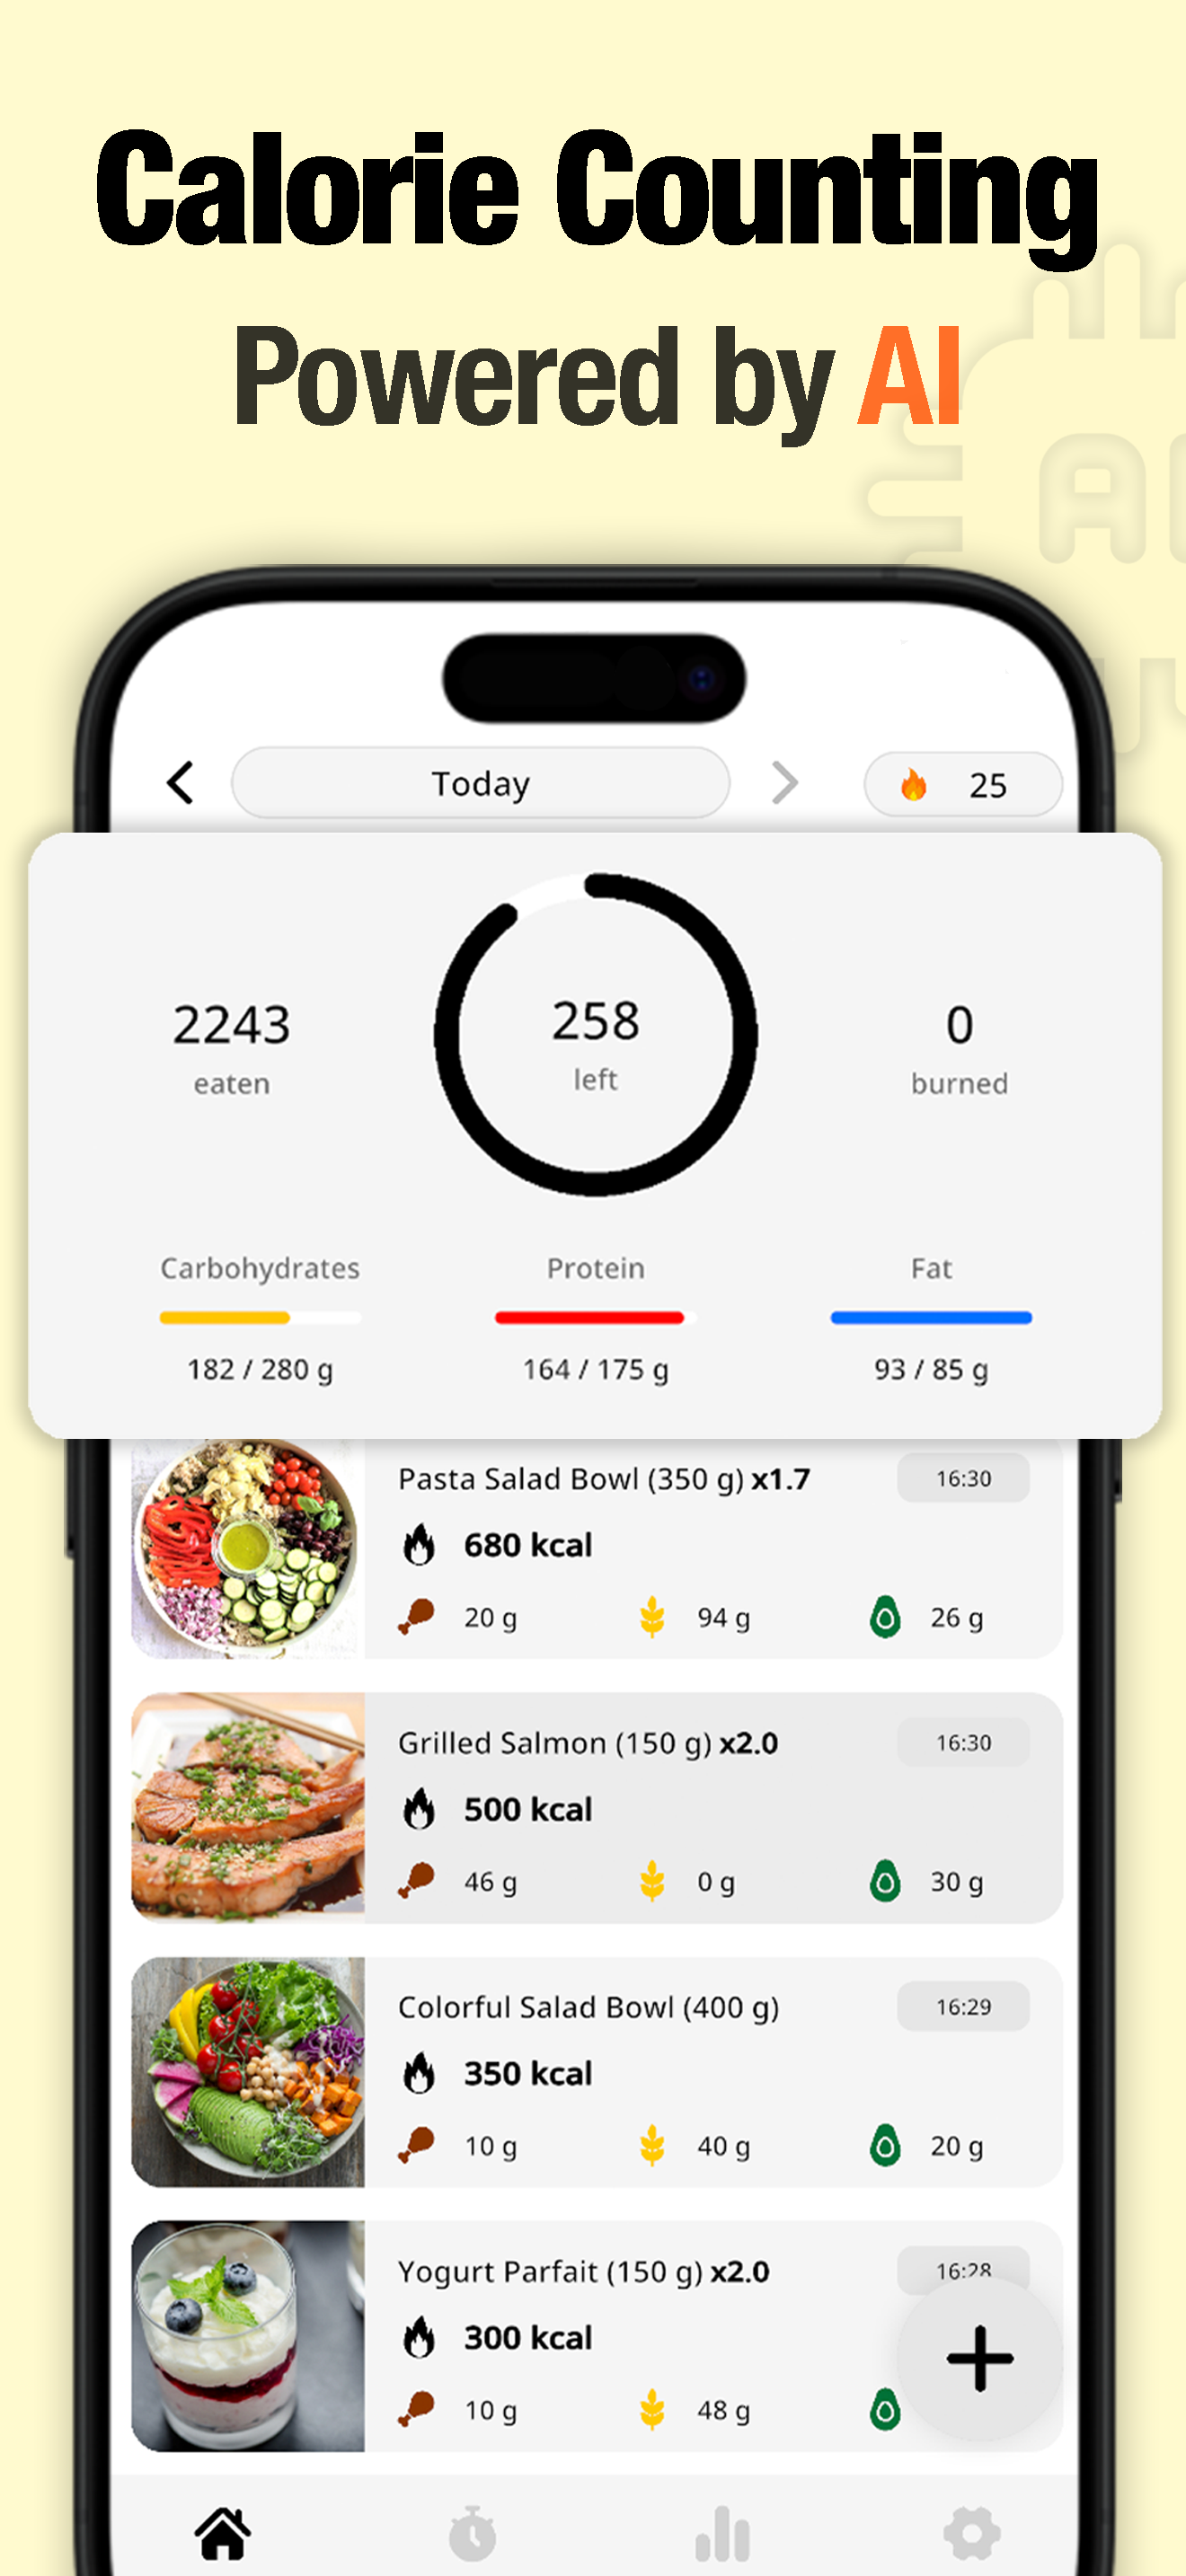 Calorie Counting
Powered by AI
AI
Today
25
2243
eaten
258
left
0
burned
Carbohydrates
Protein
Fat
182 / 280 g
164 / 175 g
93 / 85 g
Pasta Salad Bowl (350 g) x1.7
16:30
680 kcal
20 g
94 g
26 g
Grilled Salmon (150 g) x2.0
16:30
500 kcal
46 g
0 g
30 g
Colorful Salad Bowl (400 g)
16:29
350 kcal
10 g
40 g
20 g
Yogurt Parfait (150 g) x2.0
16:28
300 kcal
10 g
48 g